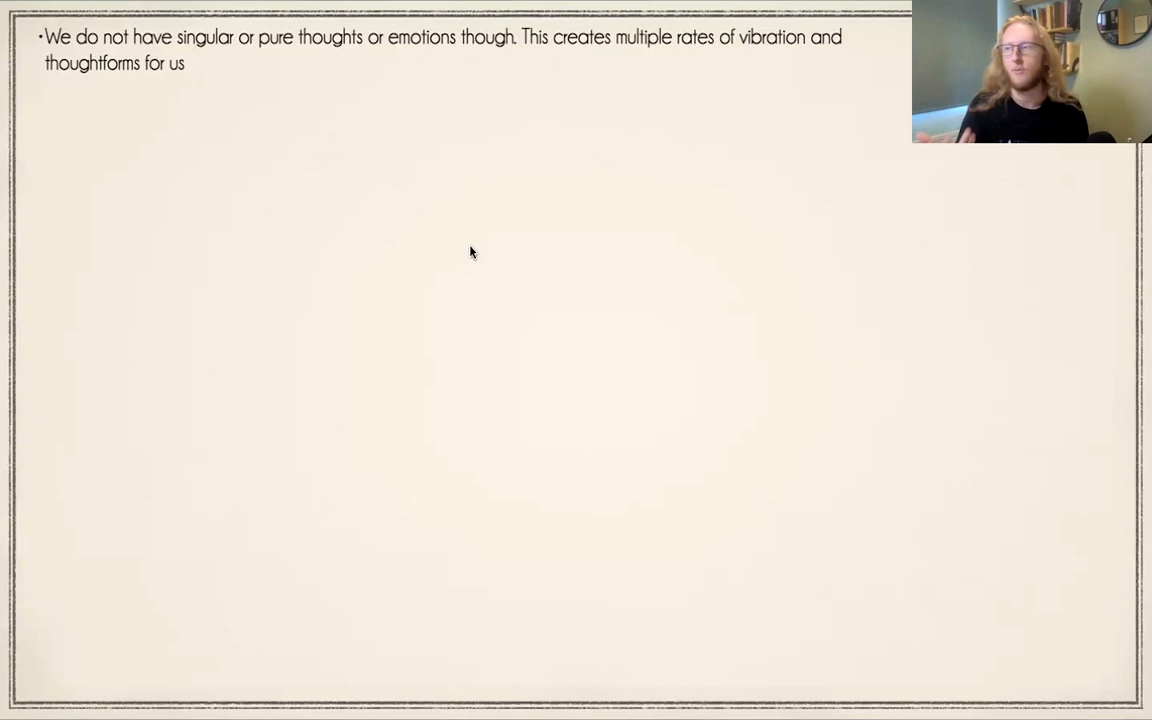 •We do not have singular or pure thoughts or emotions though. This creates multiple rates of vibration and
thoughtforms for us